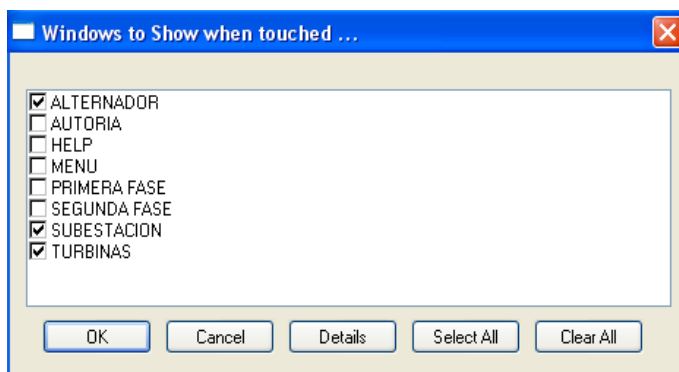 Windows to Show when touched ...
ALTERNADOR
AUTORIA
HELP
MENU
PRIMERA FASE
SEGUNDA FASE
SUBESTACION
TURBINAS
OK Cancel Details Select All Clear All